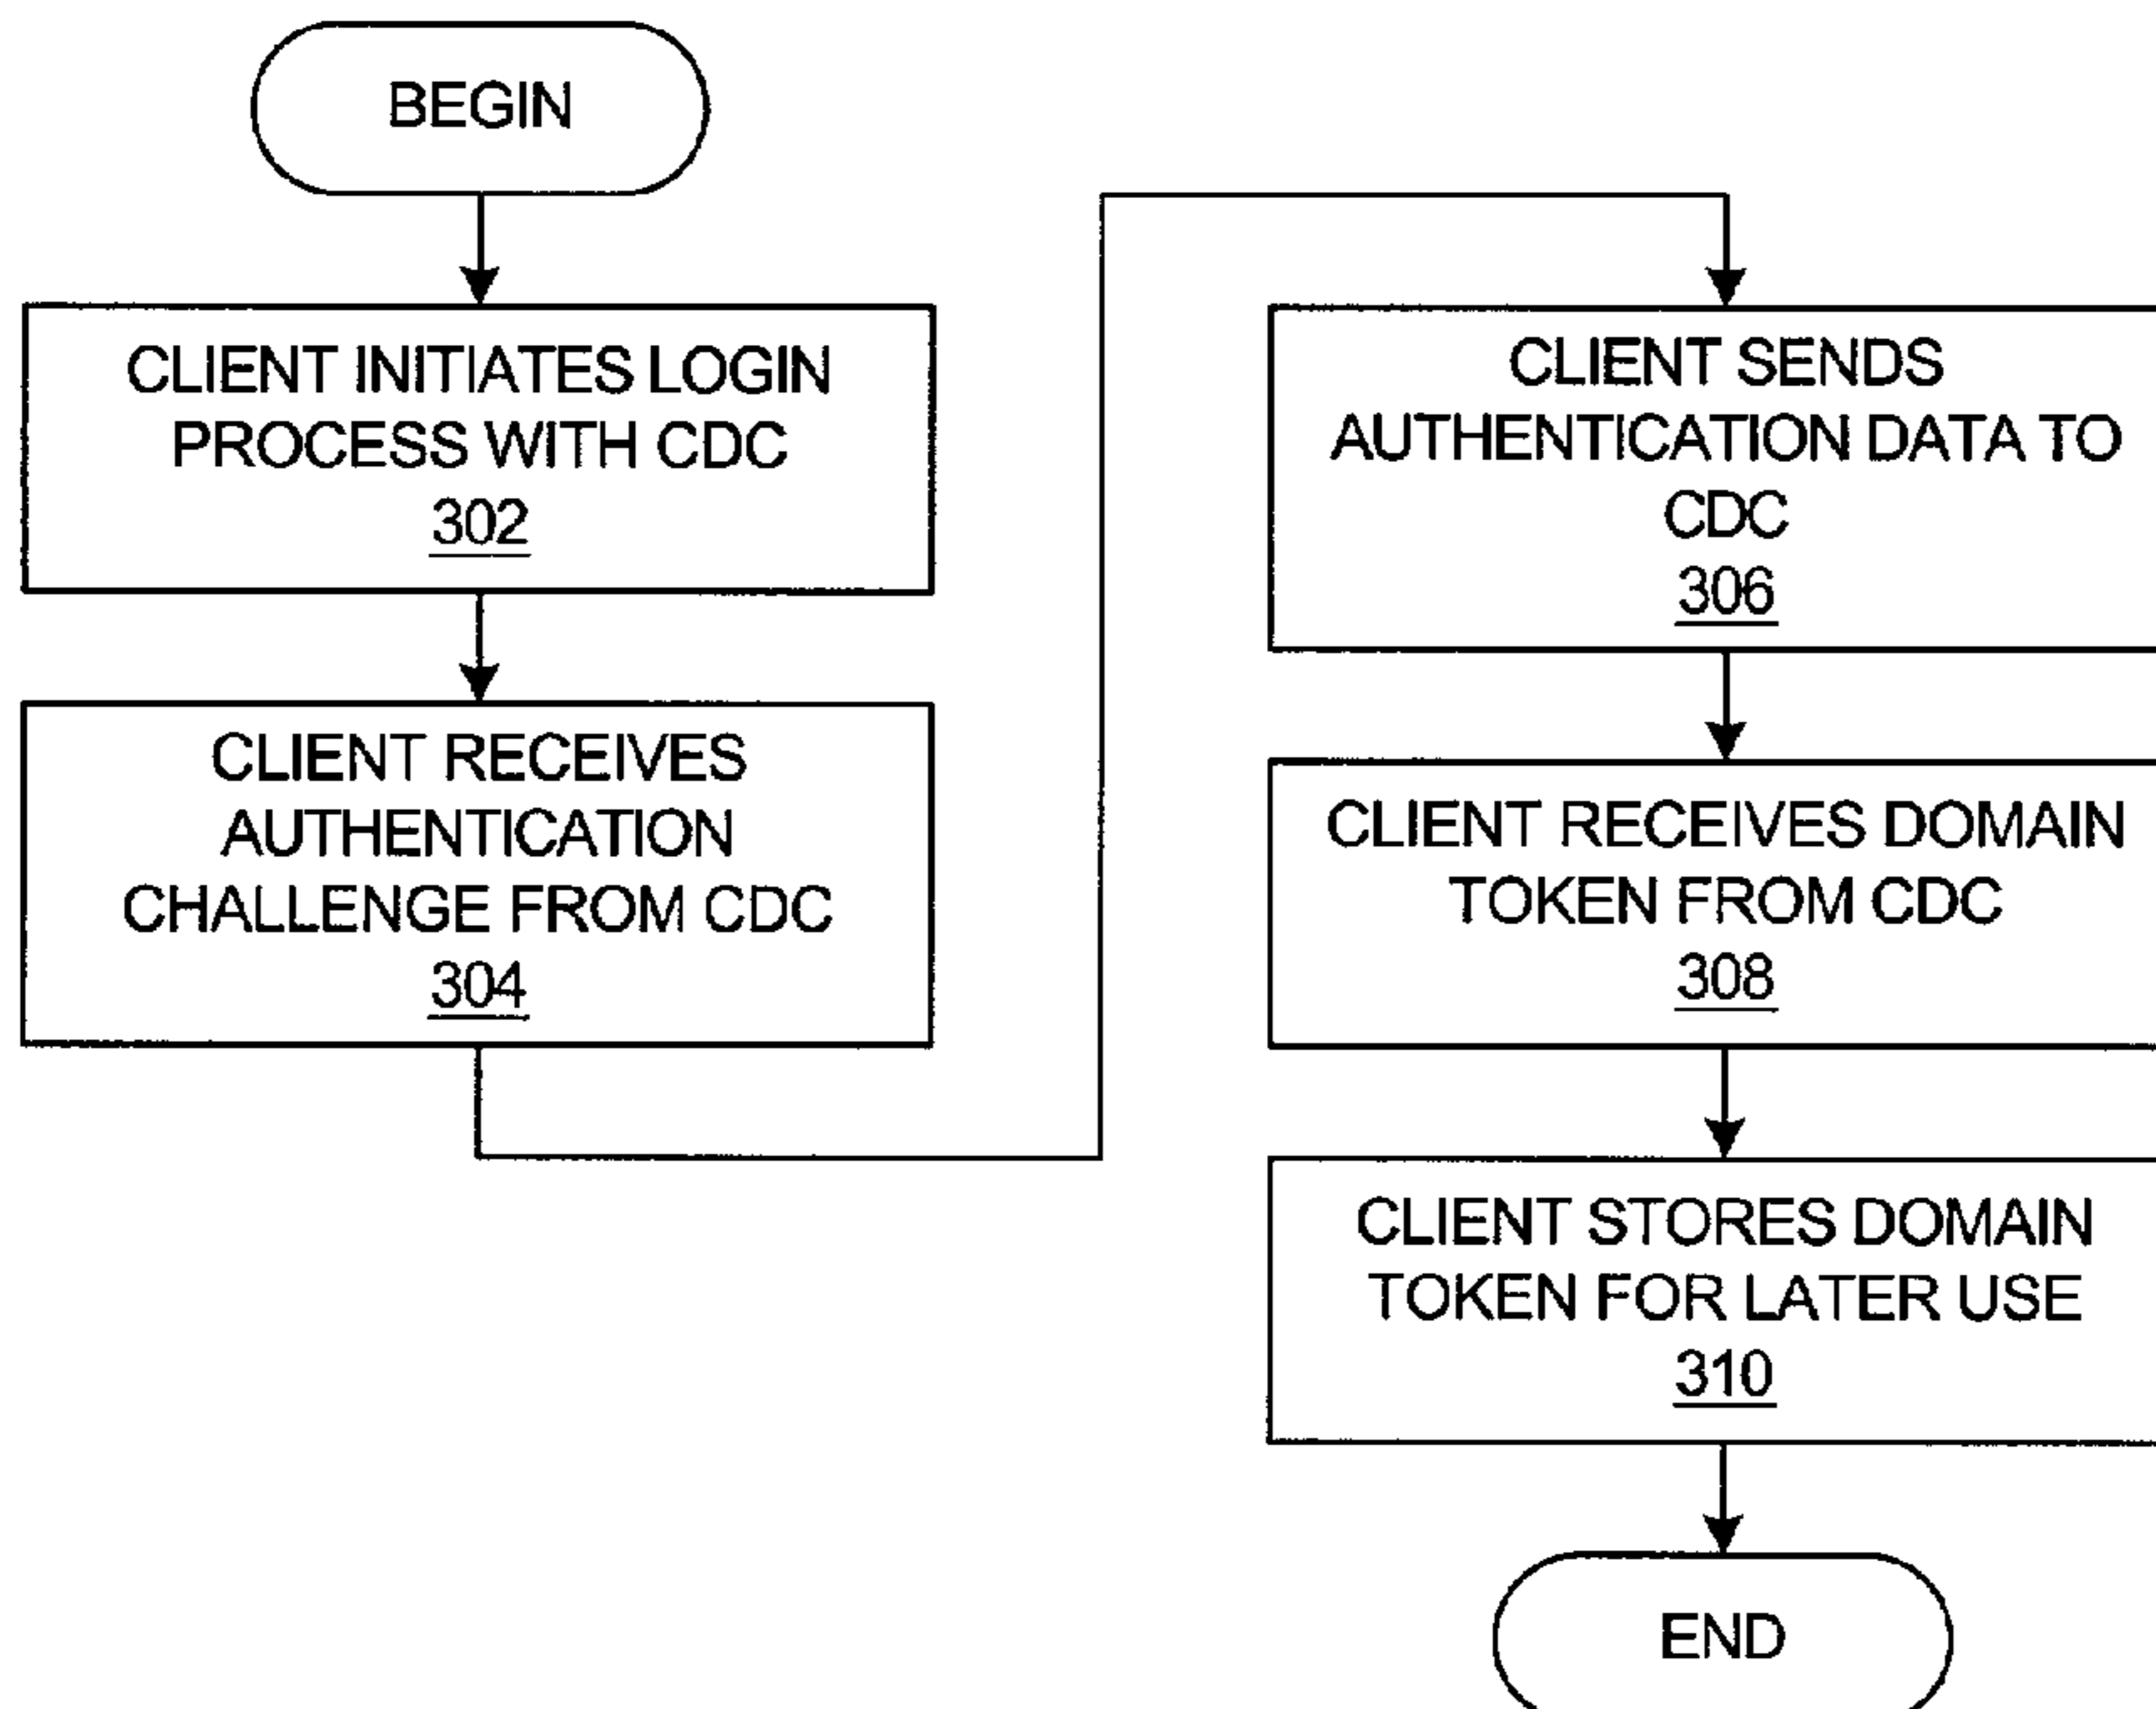 BEGIN
CLIENT INITIATES LOGIN
PROCESS WITH CDC
302
CLIENT RECEIVES
AUTHENTICATION
CHALLENGE FROM CDC
304
CLIENT SENDS
AUTHENTICATION DATA TO
CDC
306
CLIENT RECEIVES DOMAIN
TOKEN FROM CDC
308
CLIENT STORES DOMAIN
TOKEN FOR LATER USE
310
END